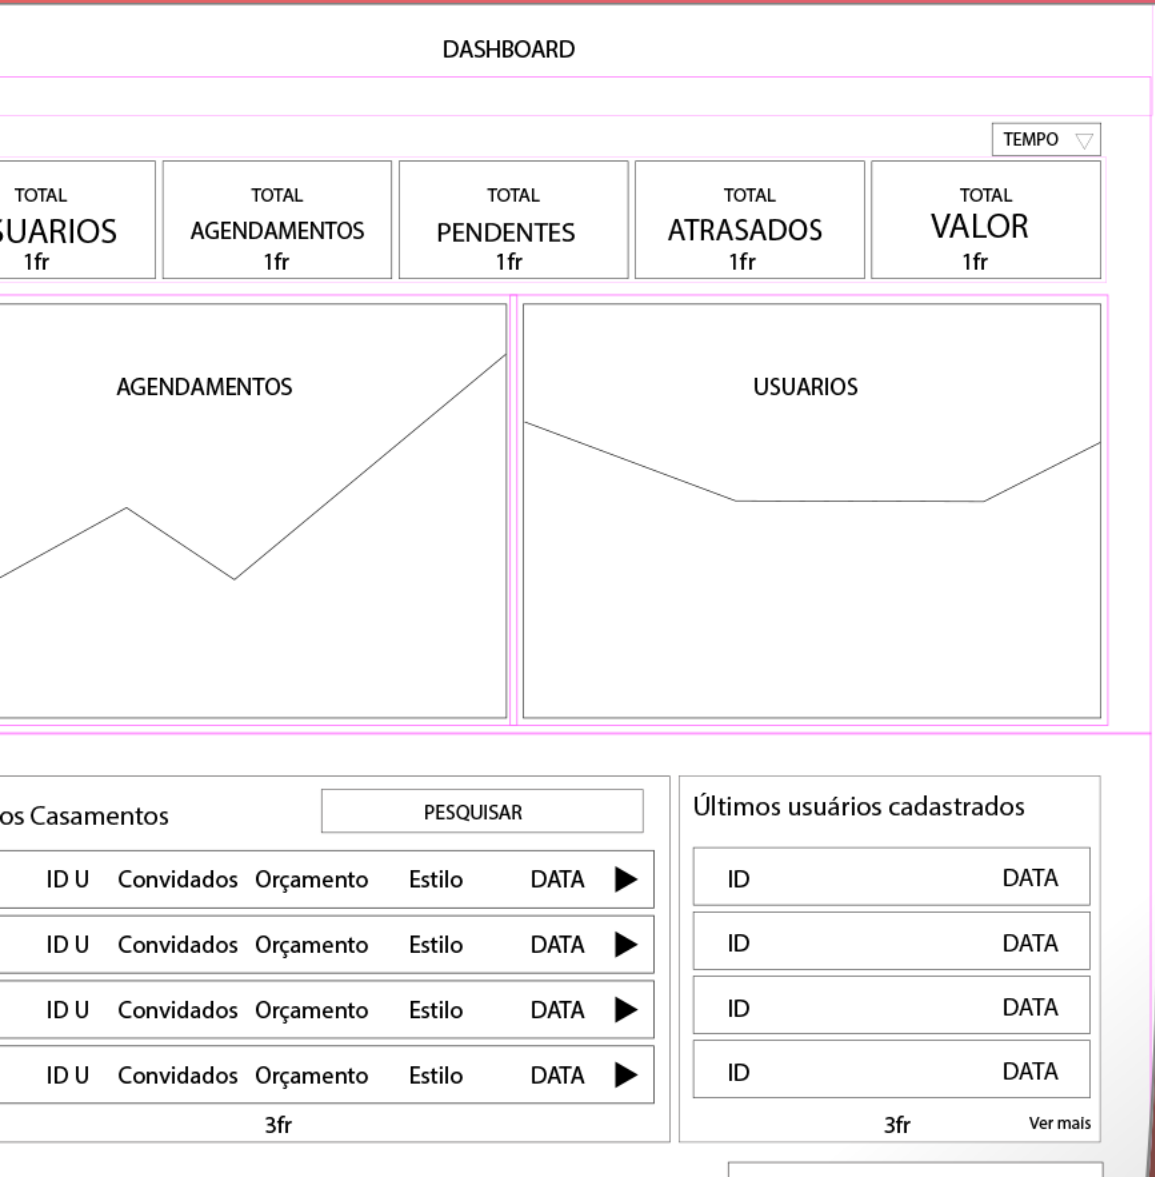 DASHBOARD
TEMPO
TOTAL
SUARIOS
1fr
TOTAL
AGENDAMENTOS
1fr
TOTAL
PENDENTES
1fr
TOTAL
ATRASADOS
1fr
TOTAL
VALOR
1fr
AGENDAMENTOS
USUARIOS
os Casamentos
PESQUISAR
ID U Convidados Orçamento Estilo DATA
ID U Convidados Orçamento Estilo DATA
ID U Convidados Orçamento Estilo DATA
ID U Convidados Orçamento Estilo DATA
3fr
Últimos usuários cadastrados
ID DATA
ID DATA
ID DATA
ID DATA
3fr
Ver mais